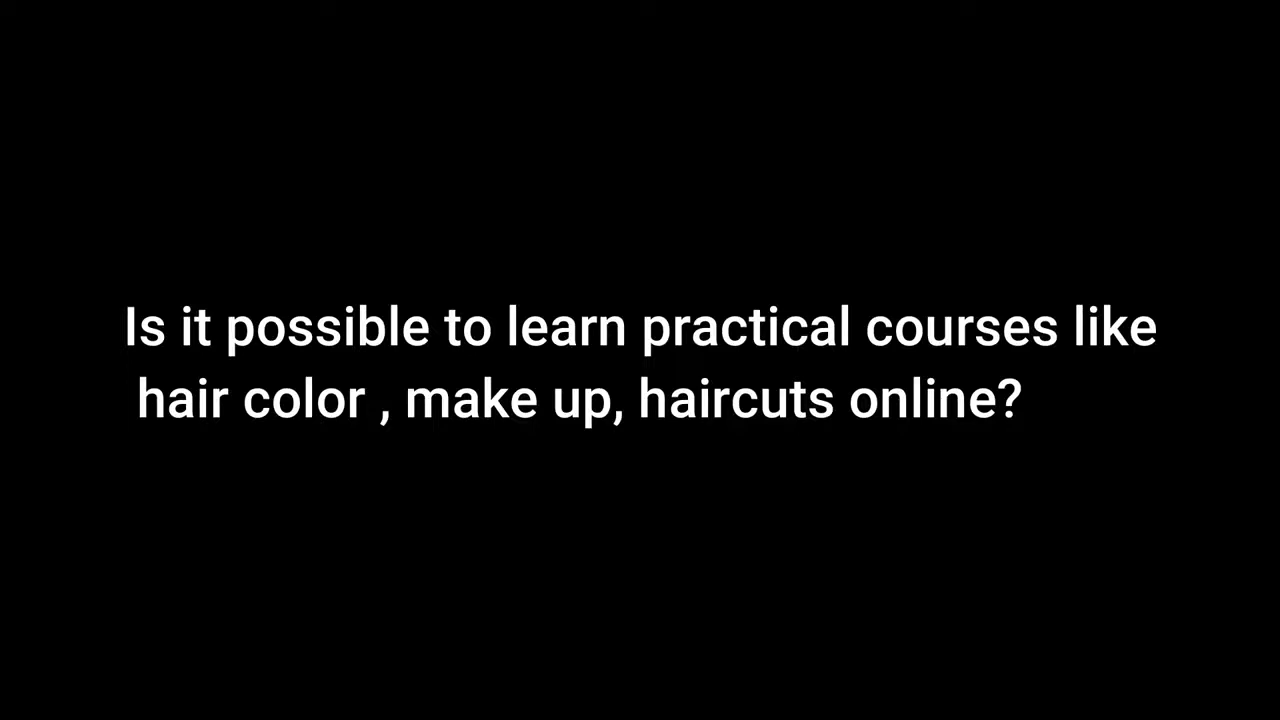 Is it possible to learn practical courses like
hair color , make up, haircuts online?